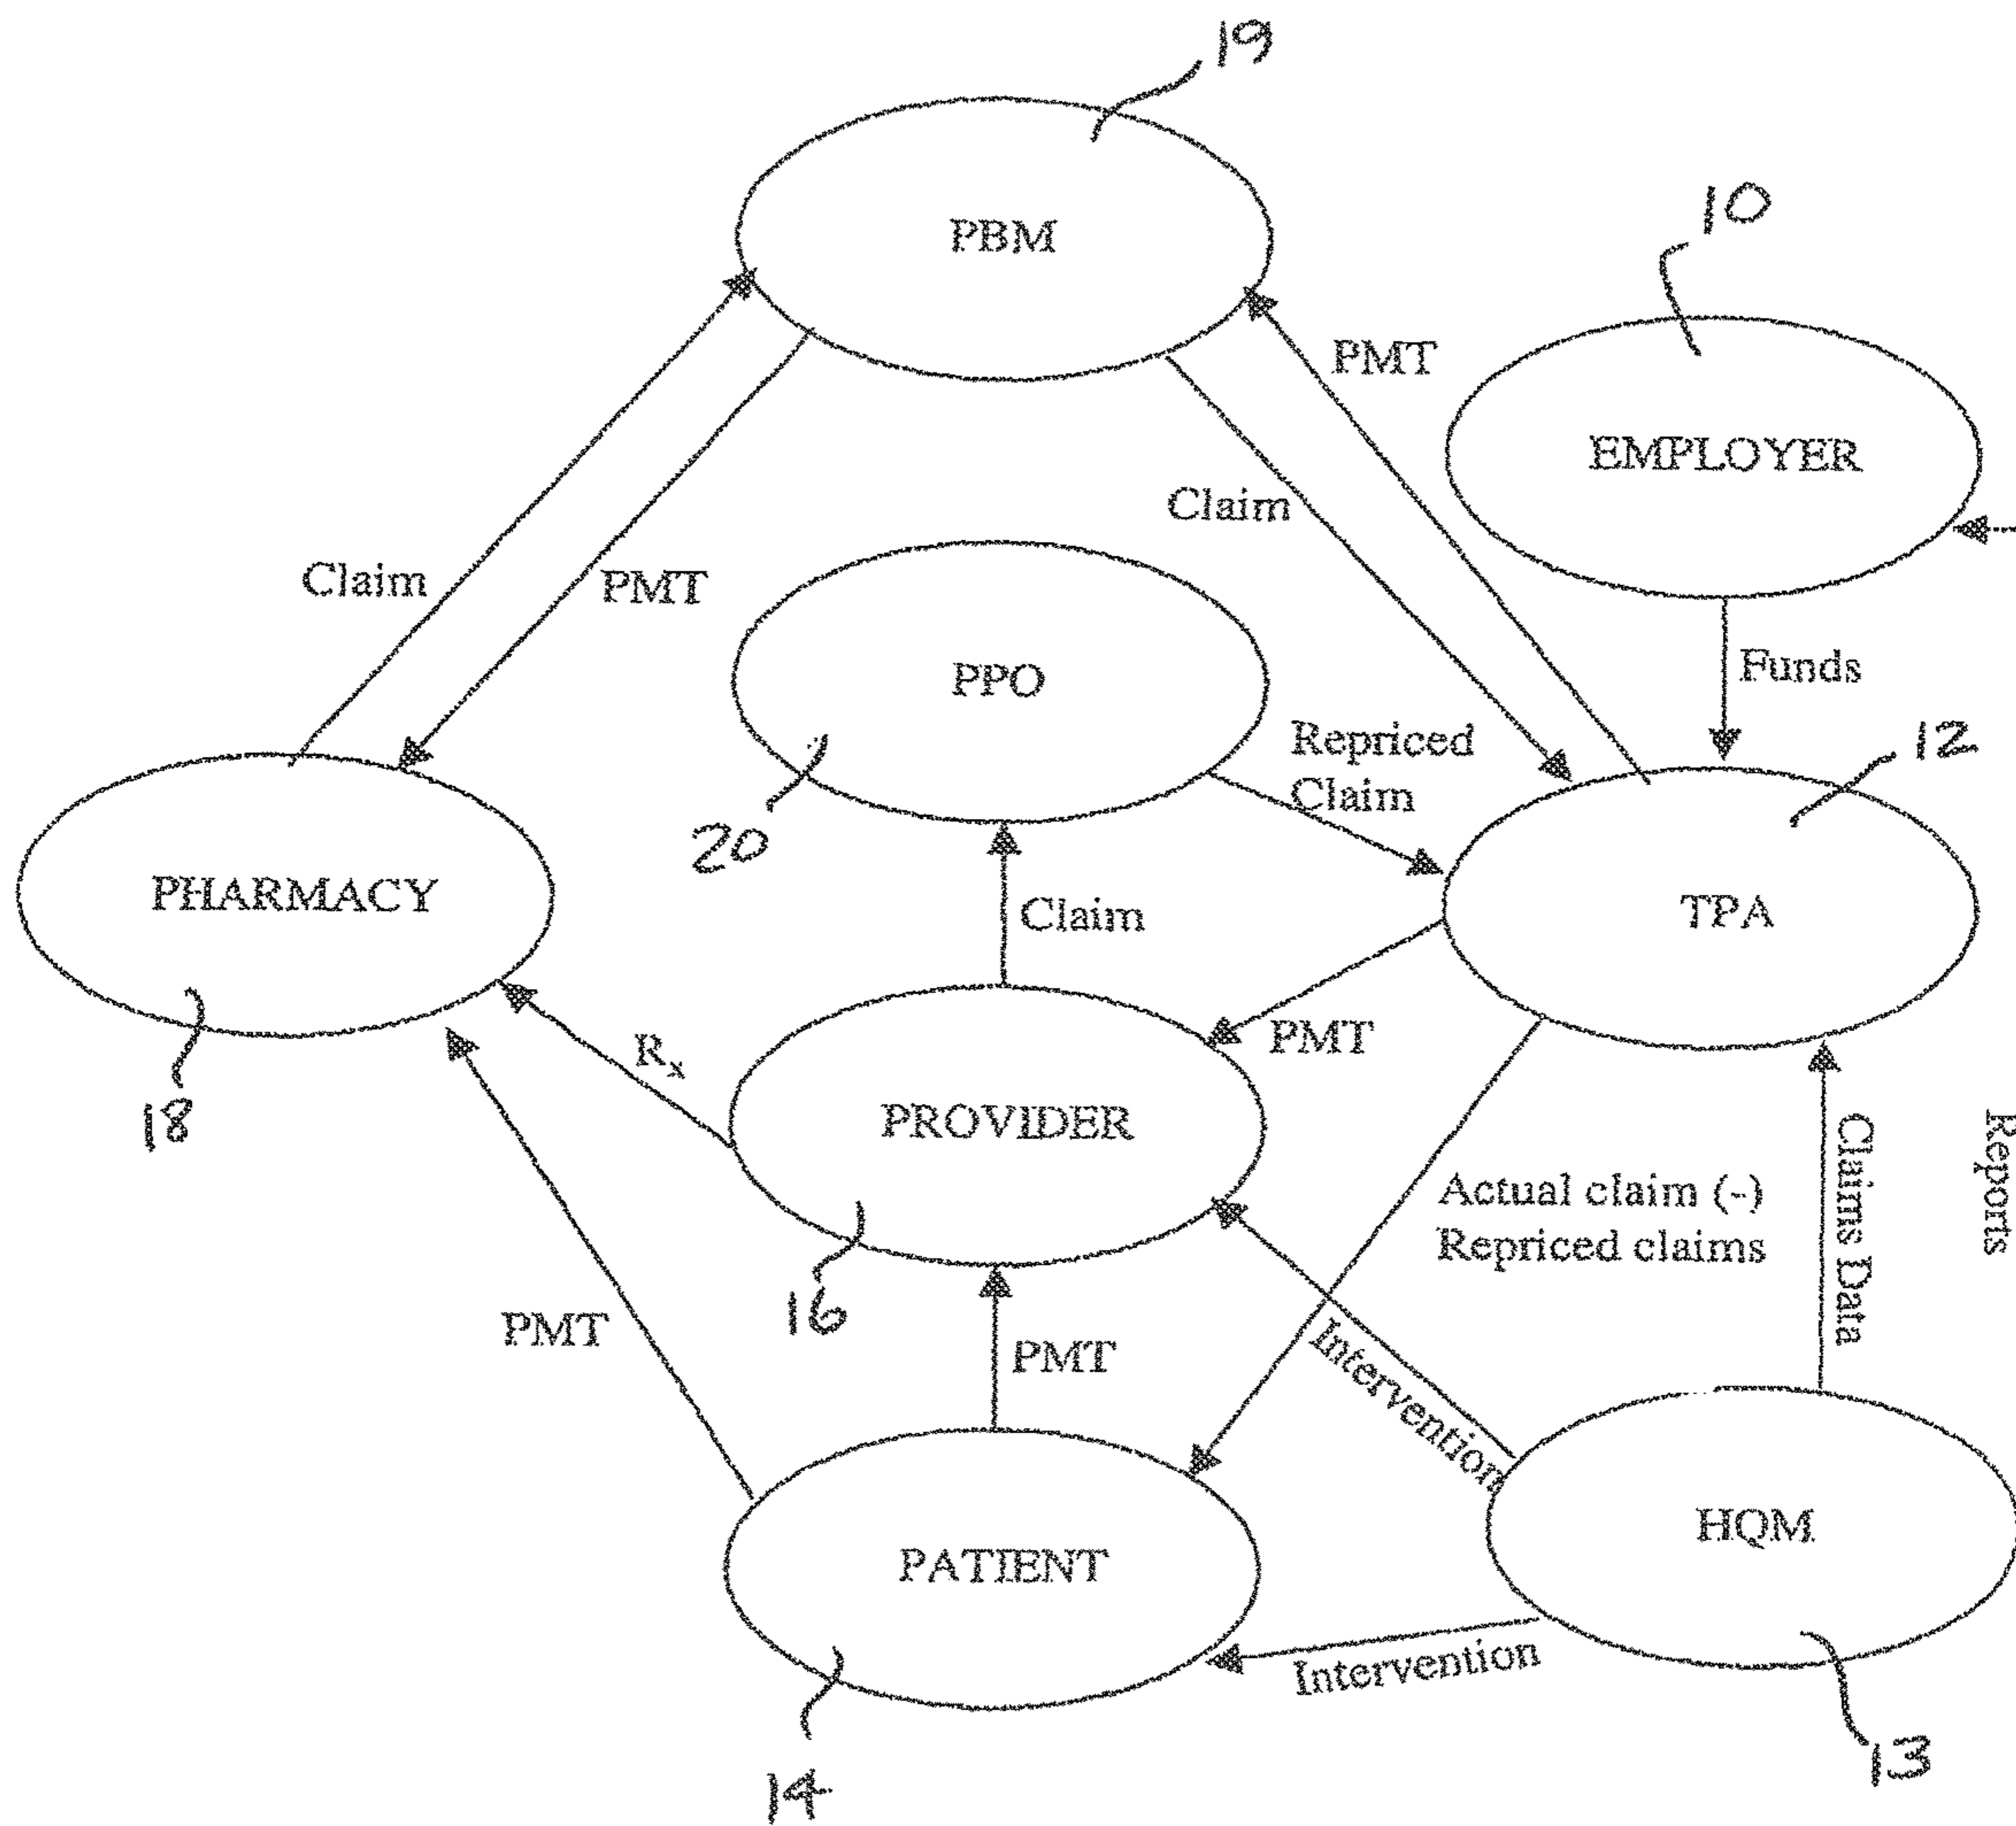 19
PBM
10
PMT
EMPLOYER
Claim
Claim
PMT
Funds
PPO
Repriced
Claim
12
20
PHARMACY
Claim
TPA
PMT
Rx
18
PROVIDER
Claims Data
Reports
Actual claim (-)
Repriced claims
16
PMT
PMT
Intervention
HQM
PATIENT
Intervention
13
14